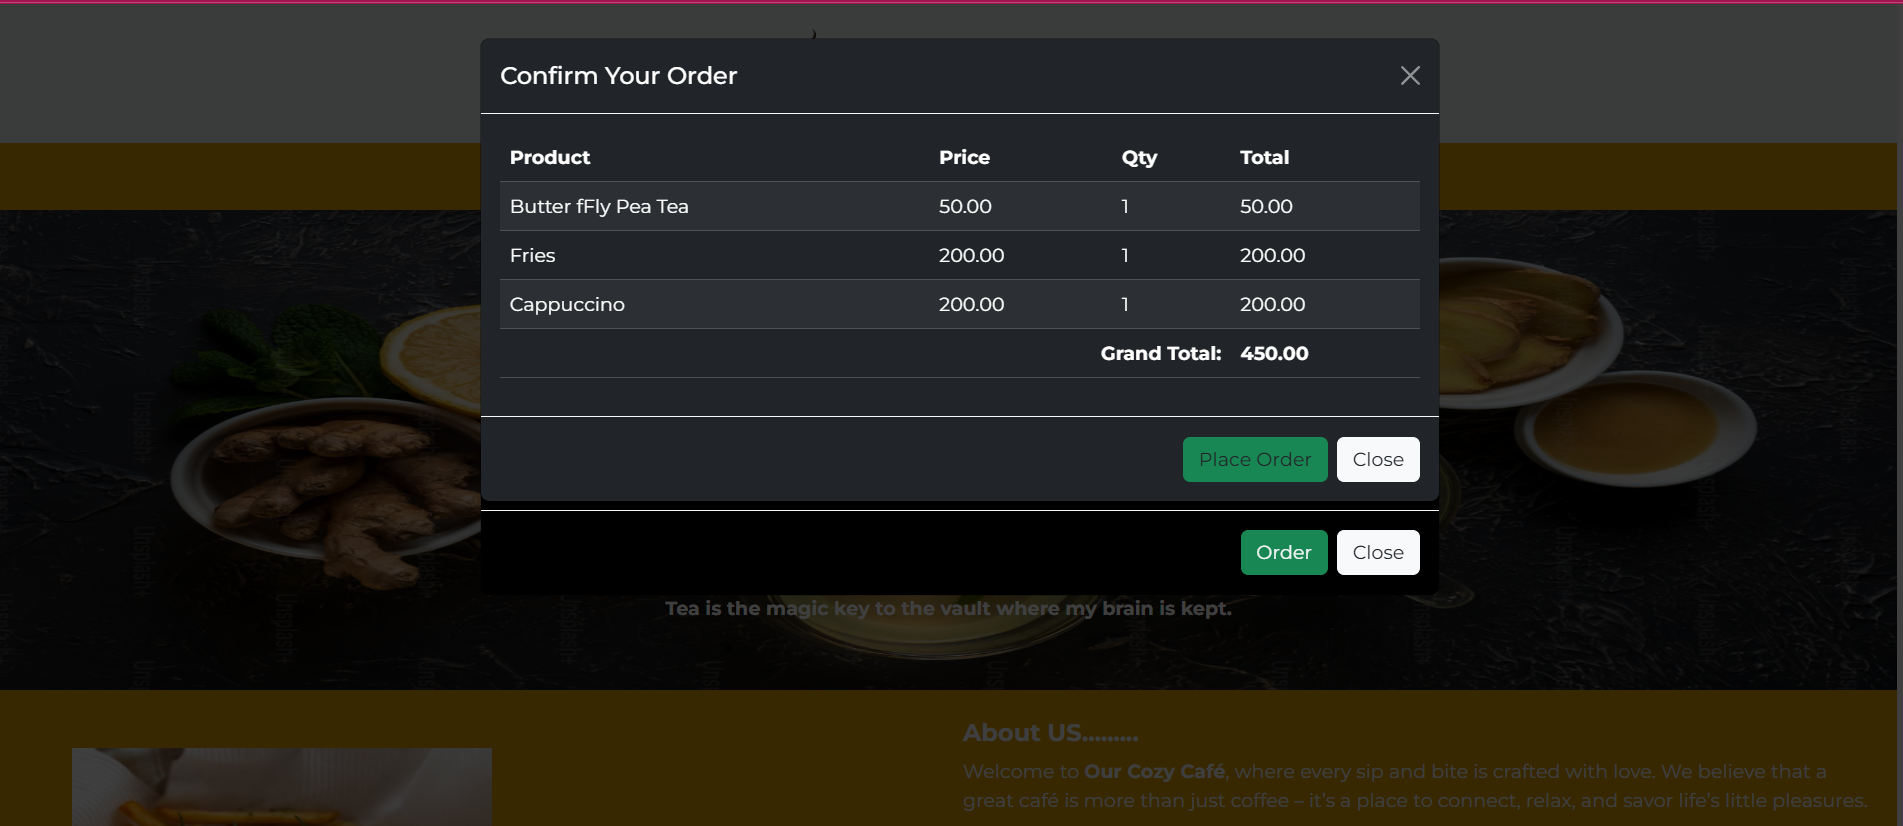 Confirm Your Order
Product Price Qty Total
Butter fFly Pea Tea 50.00 1 50.00
Fries 200.00 1 200.00
Cappuccino 200.00 1 200.00
Grand Total: 450.00
Place Order Close
Order Close
Tea is the magic key to the vault where my brain is kept.
About US.........
Welcome to Our Cozy Café, where every sip and bite is crafted with love. We believe that a
great café is more than just coffee – it's a place to connect, relax, and savor life's little pleasures.